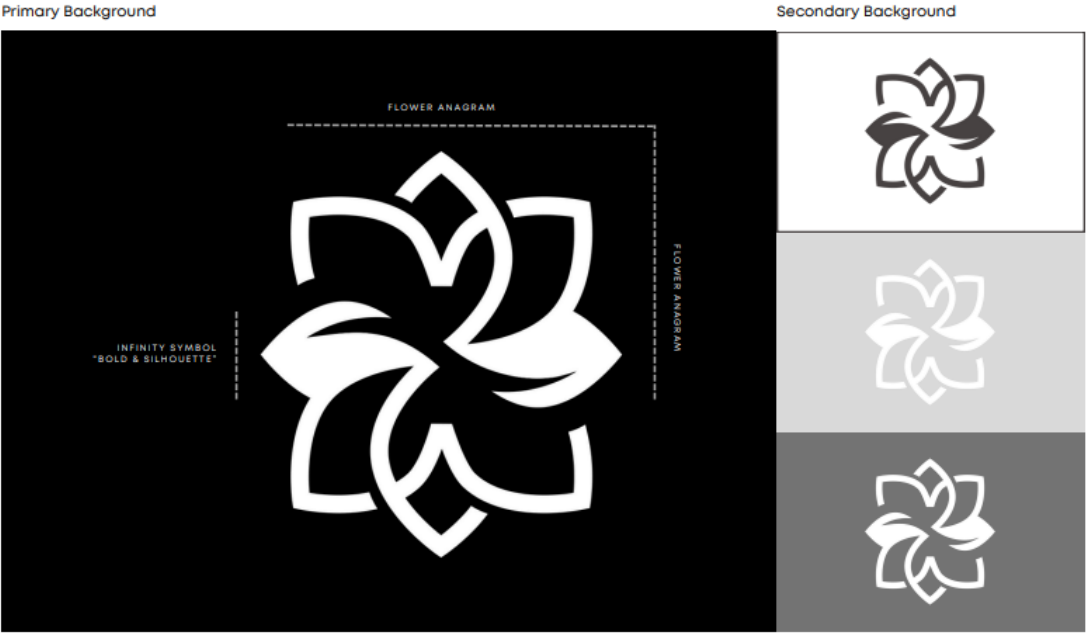 Primary Background
Secondary Background
FLOWER ANAGRAM
FLOWER ANAGRAM
INFINITY SYMBOL
"BOLD & SILHOUETTE"